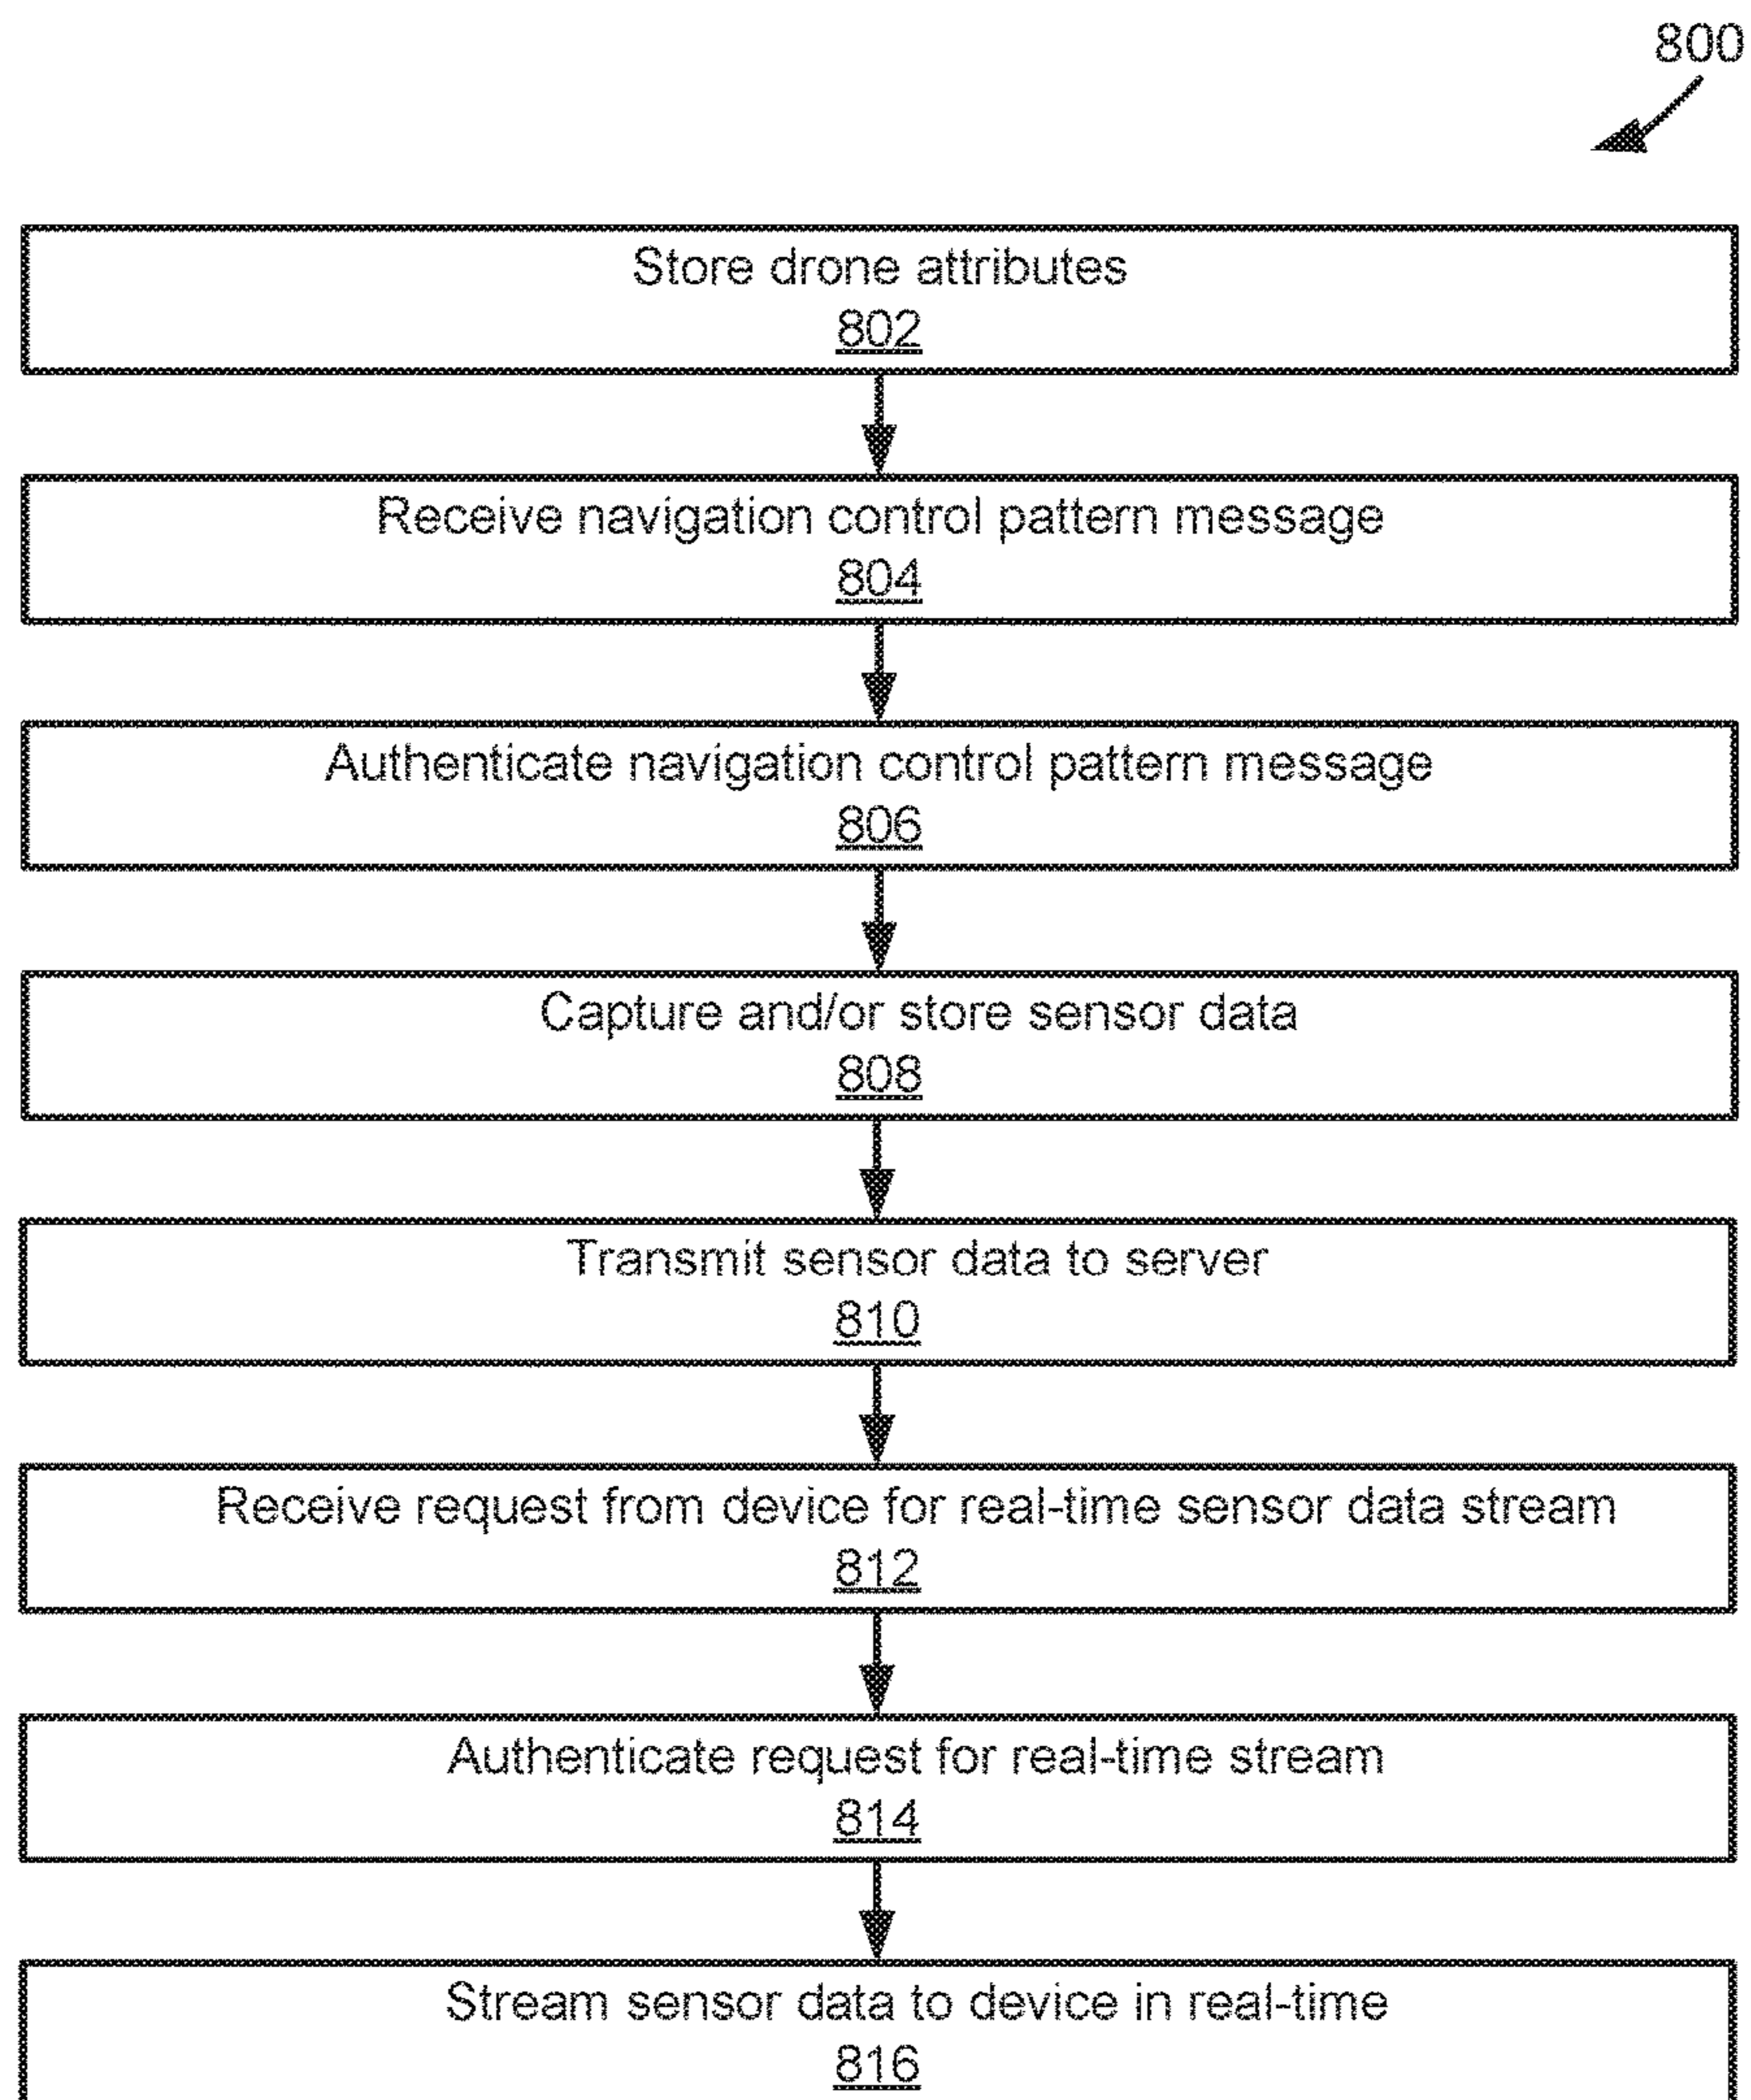 800
Store drone attributes
802
Receive navigation control pattern message
804
Authenticate navigation control pattern message
806
Capture and/or store sensor data
808
Transmit sensor data to server
810
Receive request from device for real-time sensor data stream
812
Authenticate request for real-time stream
814
Stream sensor data to device in real-time
816